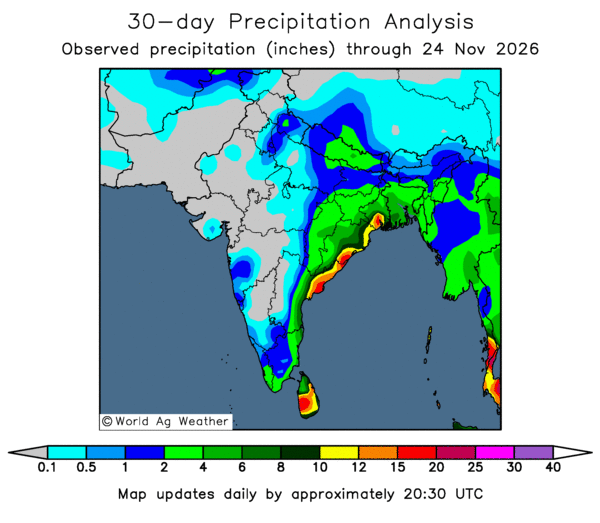 30-day Precipitation Analysis
Observed precipitation (inches) through 24 Nov 2026
©World Ag Weather
0.1 0.5 1 2 4 6 8 10 12 15 20 25 30 40
Map updates daily by approximately 20:30 UTC